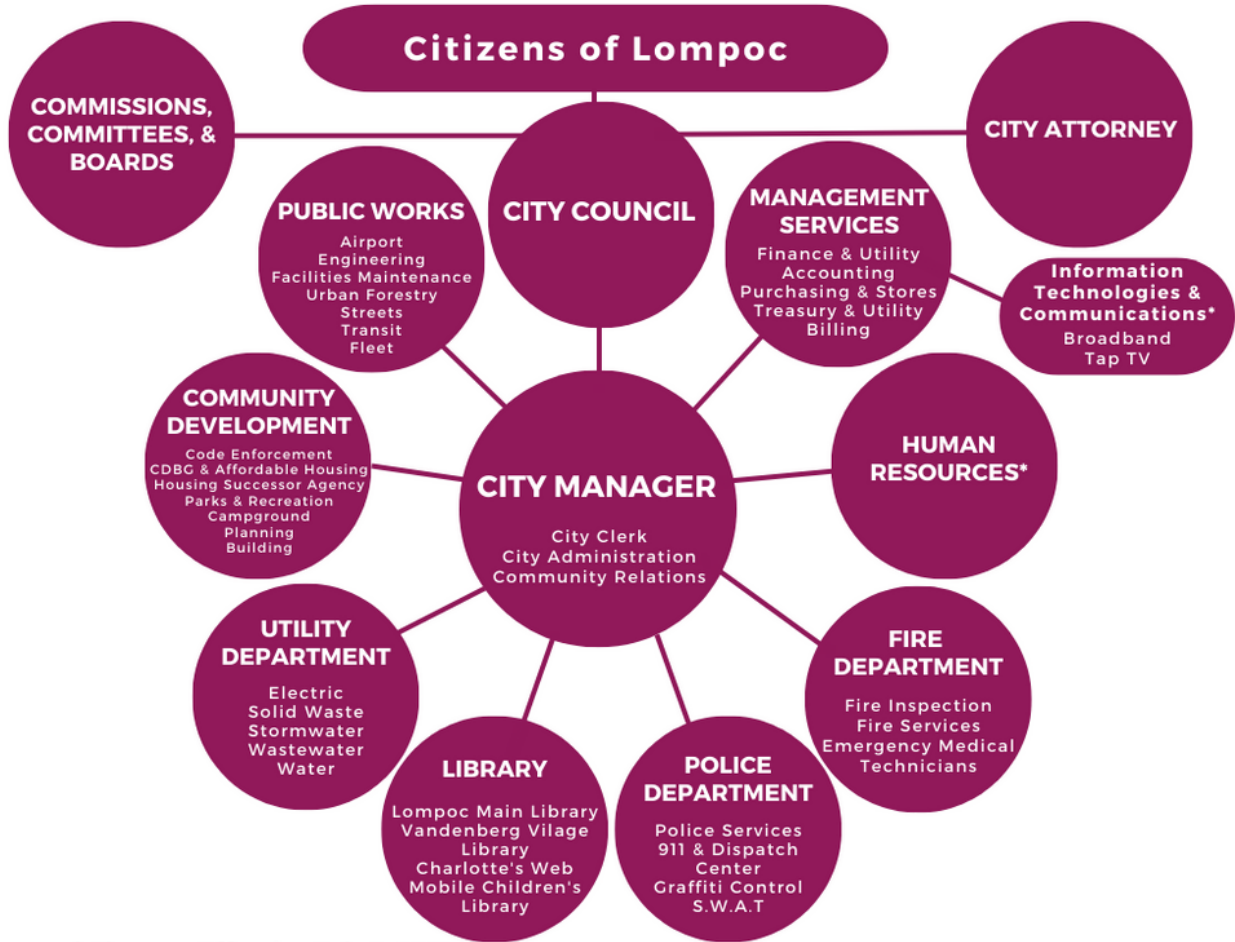 Citizens of Lompoc
COMMISSIONS,
COMMITTEES, &
BOARDS
CITY COUNCIL
CITY ATTORNEY
PUBLIC WORKS
Airport
Engineering
Facilities Maintenance
Urban Forestry
Streets
Transit
Fleet
MANAGEMENT
SERVICES
Finance & Utility
Accounting
Purchasing & Stores
Treasury & Utility
Billing
Information
Technologies &
Communications*
Broadband
Tap TV
COMMUNITY
DEVELOPMENT
Code Enforcement
CDBG & Affordable Housing
Housing Successor Agency
Parks & Recreation
Campground
Planning
Building
CITY MANAGER
City Clerk
City Administration
Community Relations
HUMAN
RESOURCES*
UTILITY
DEPARTMENT
Electric
Solid Waste
Stormwater
Wastewater
Water
LIBRARY
Lompoc Main Library
Vandenberg Vilage
Library
Charlotte's Web
Mobile Children's
Library
POLICE
DEPARTMENT
Police Services
911 & Dispatch
Center
Graffiti Control
S.W.A.T
FIRE
DEPARTMENT
Fire Inspection
Fire Services
Emergency Medical
Technicians